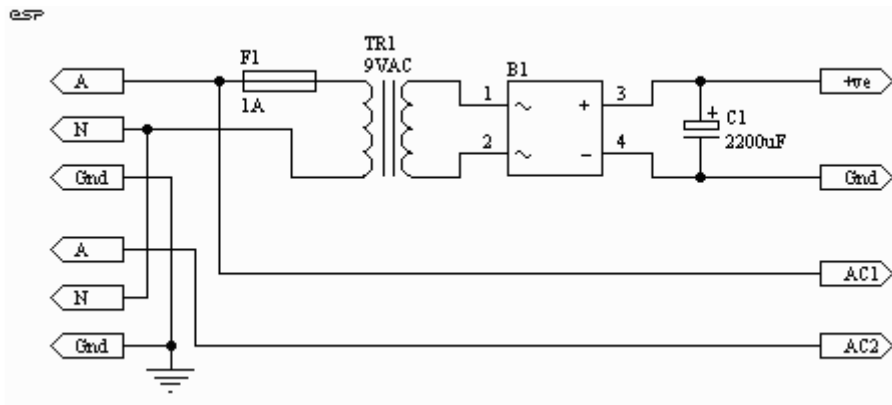 esp
TR1
9VAC
F1
1A
B1
A
N
Gnd
A
N
Gnd
1
2
~
~
+
−
3
4
+
C1
2200uF
+ve
Gnd
AC1
AC2